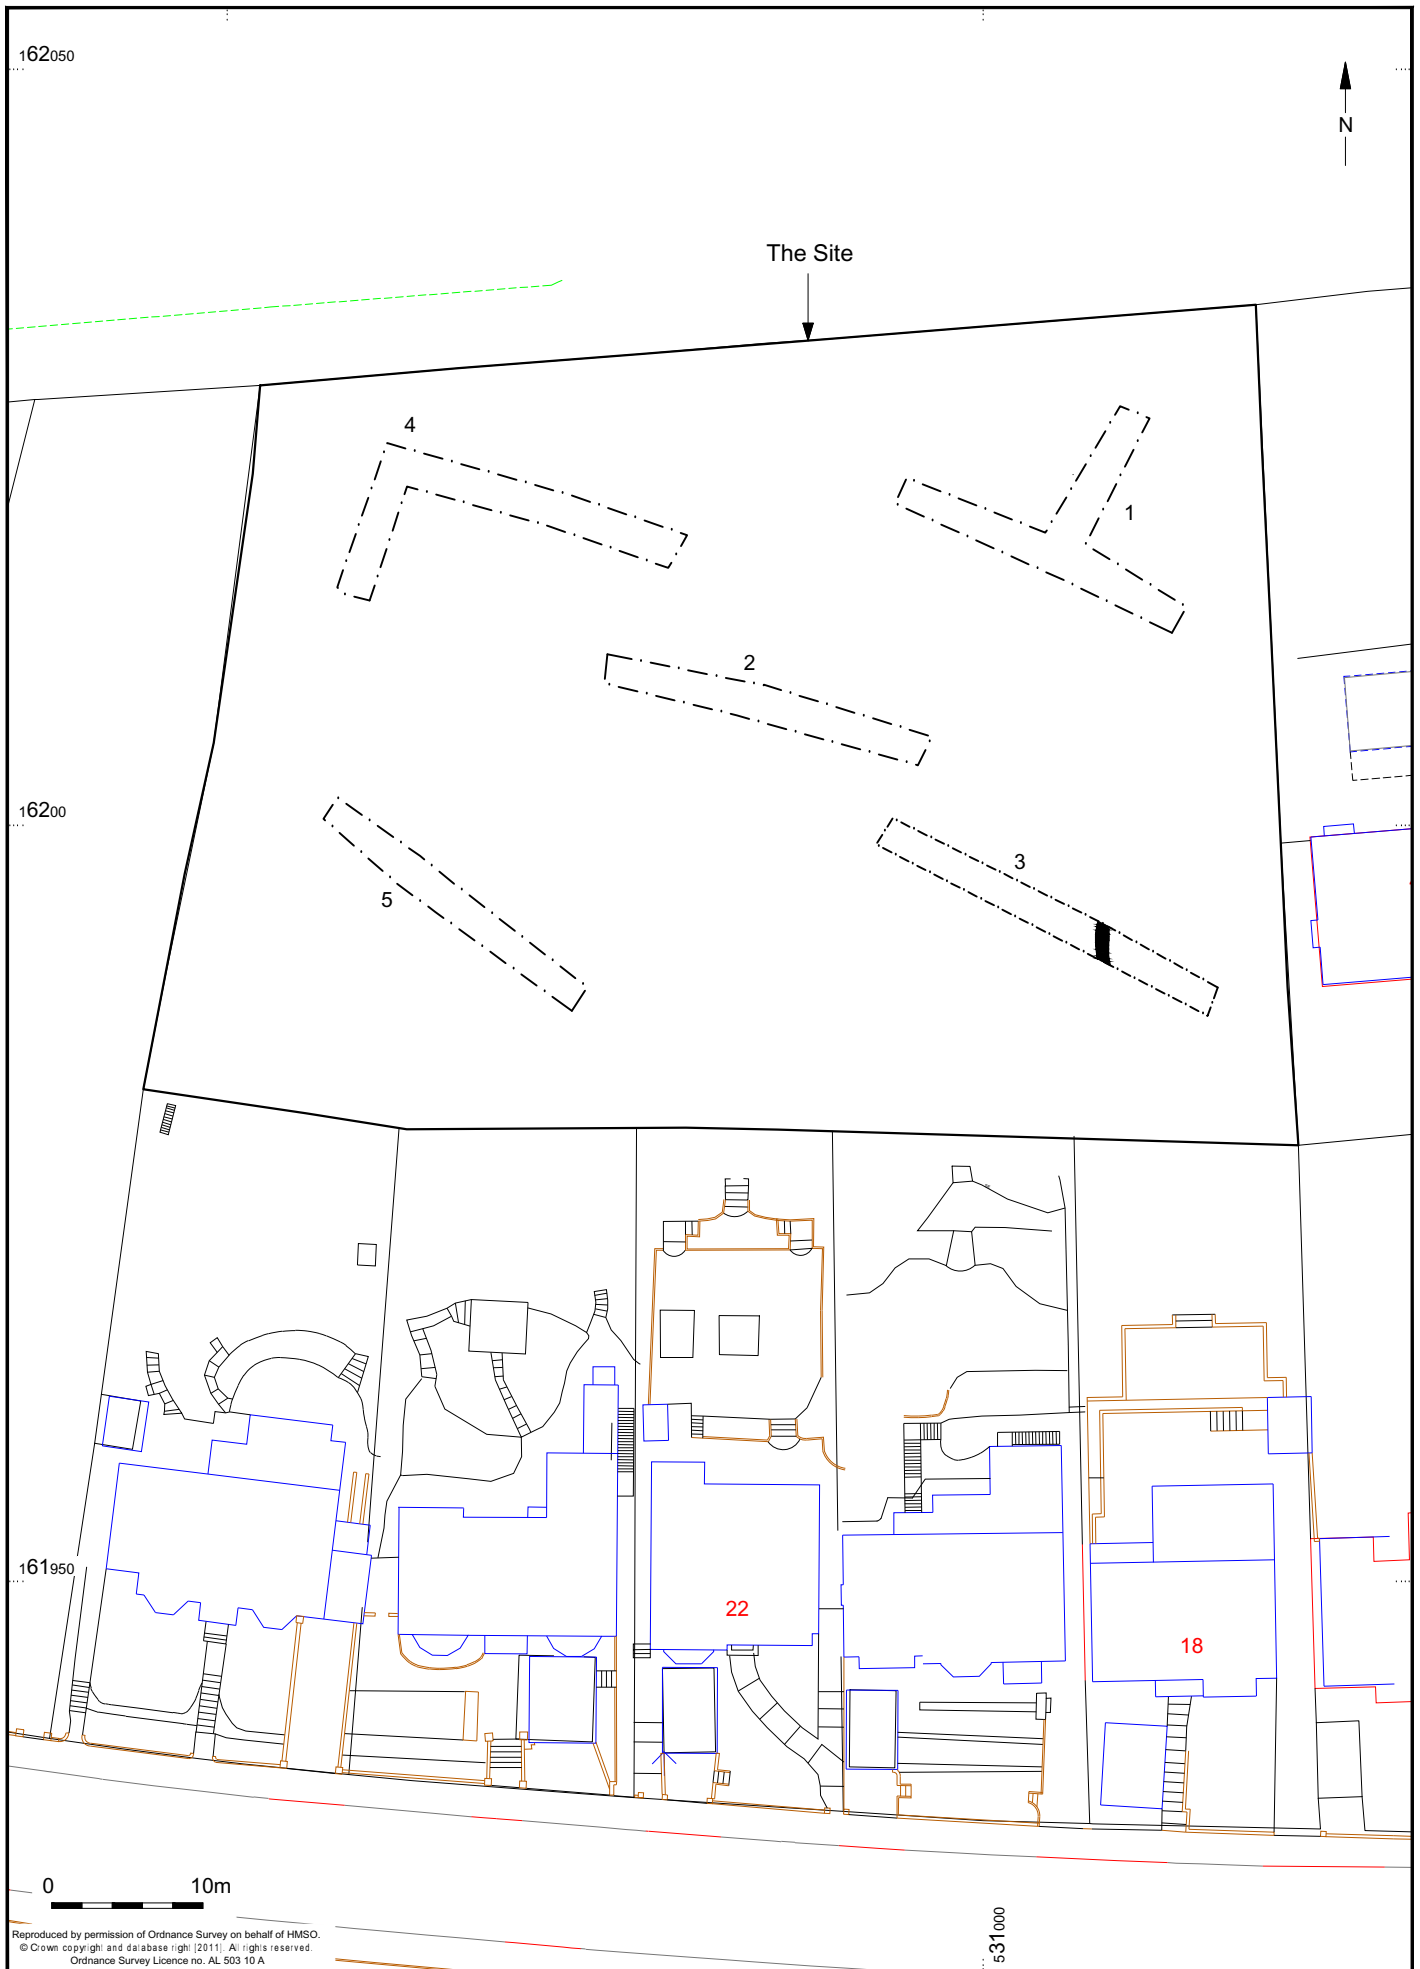 162050
N
The Site
4
1
2
16200
3
5
161950
22
18
0 10m
531000
Reproduced by permission of Ordnance Survey on behalf of HMSO.
© Crown copyright and database right [2011]. All rights reserved.
Ordnance Survey Licence no. AL 503 10 A